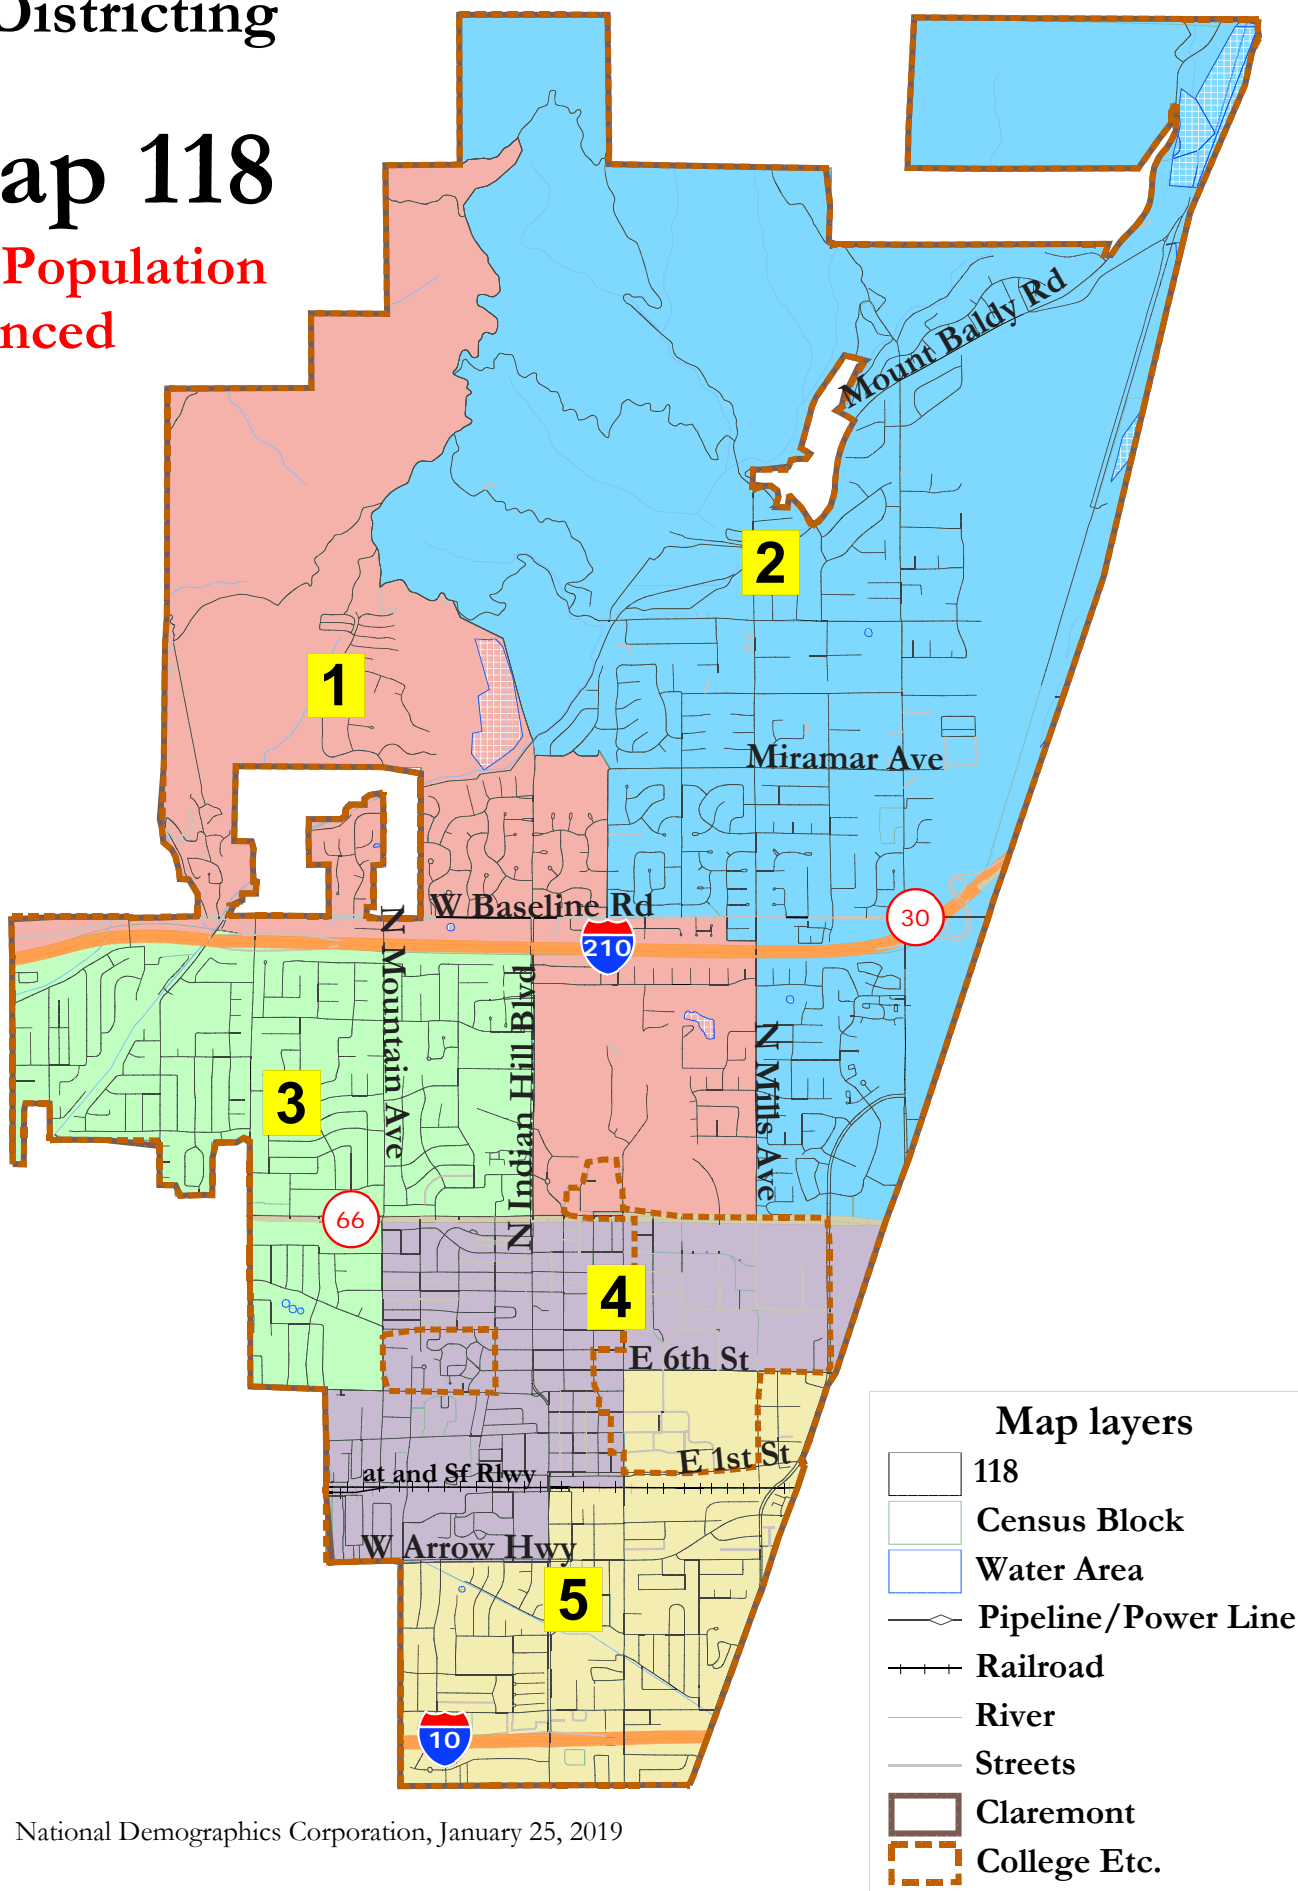 Districting
ap 118
Population
nced
Mount Baldy Rd
2
1
Miramar Ave
W Baseline Rd
30
210
N Mountain Ave
N Indian Hill Blvd
N Mills Ave
3
66
4
E 6th St
E 1st St
at and Sf Rlwy
W Arrow Hwy
5
10
Map layers
118
Census Block
Water Area
Pipeline/Power Line
Railroad
River
Streets
Claremont
College Etc.
National Demographics Corporation, January 25, 2019